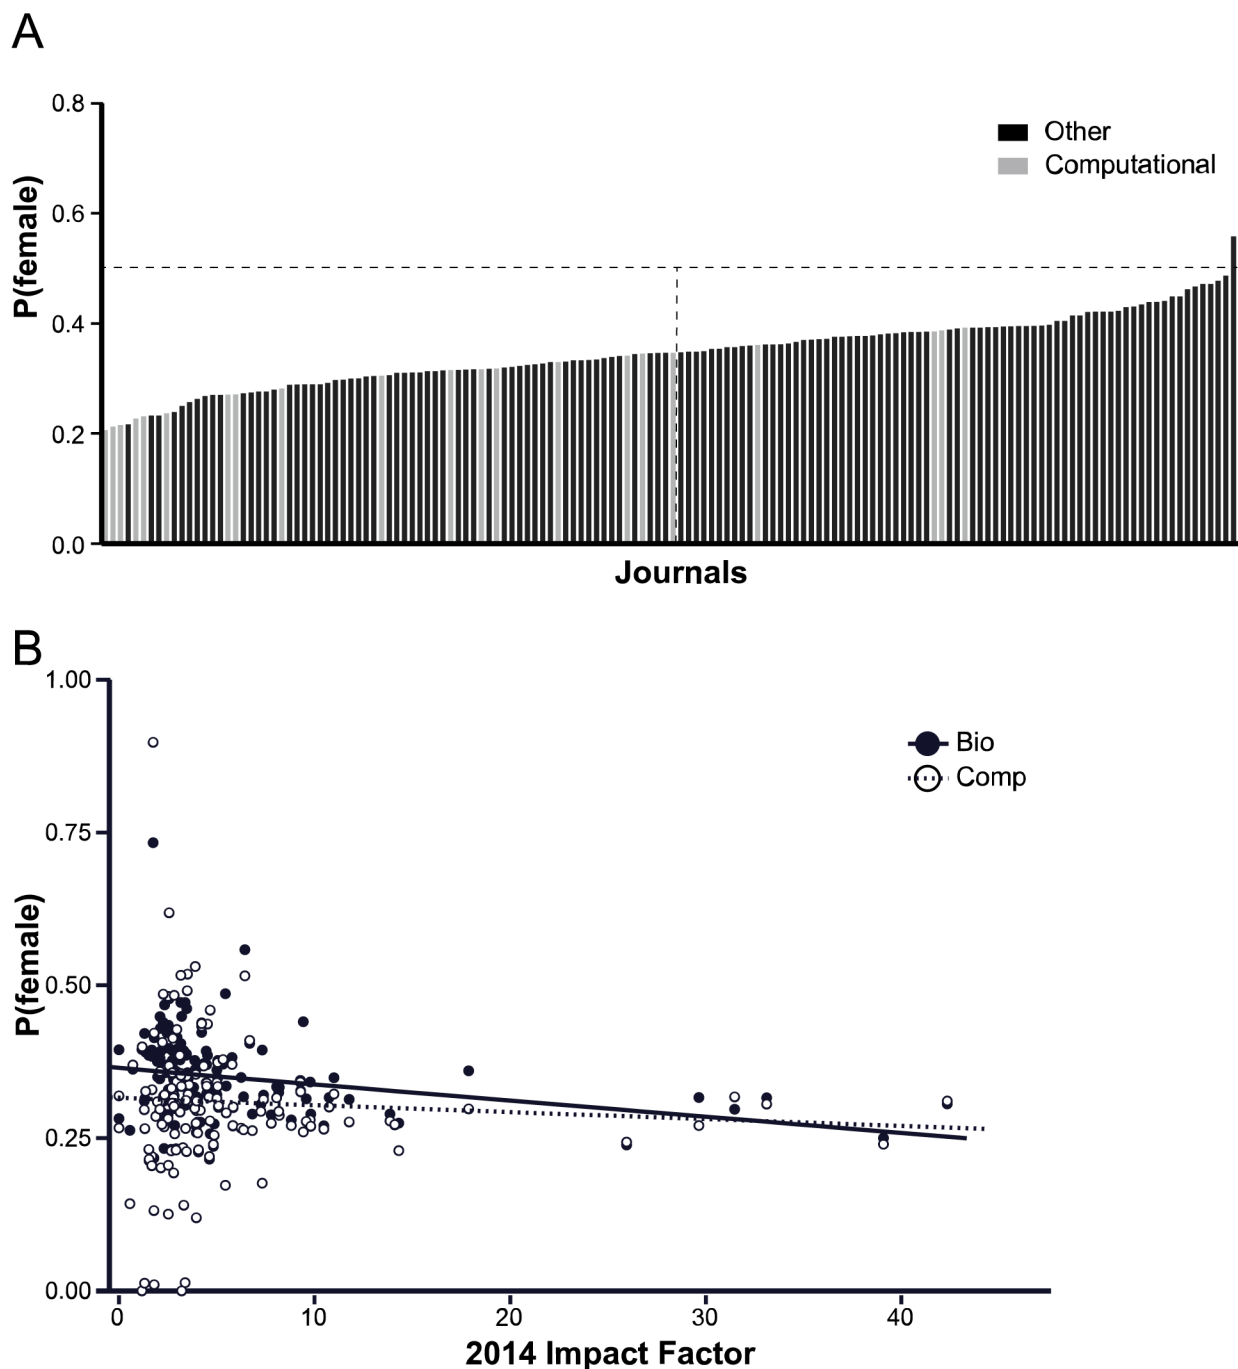 A
0.8
0.6
0.4
0.2
0.0
P(female)
Other
Computational
Journals
B
1.00
0.75
0.50
0.25
0.00
P(female)
Bio
Comp
0 10 20 30 40
2014 Impact Factor